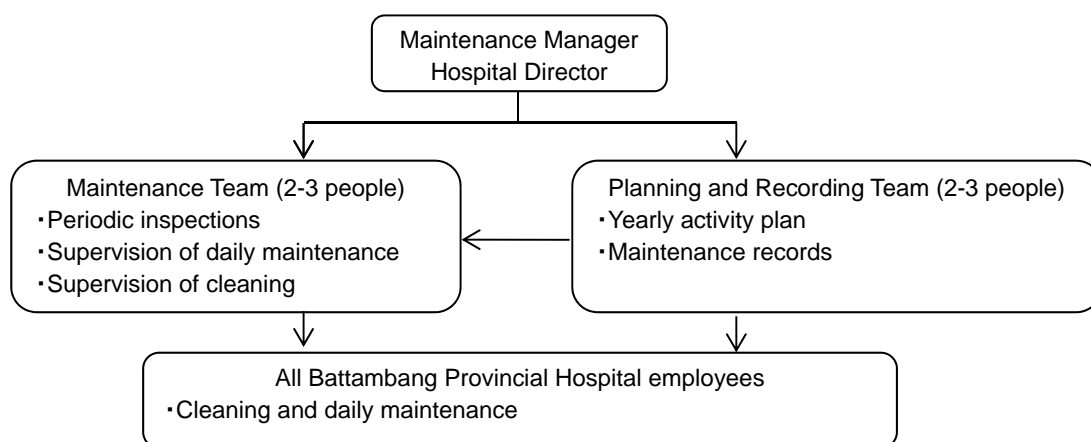 Maintenance Manager
Hospital Director
Maintenance Team (2-3 people)
・Periodic inspections
・Supervision of daily maintenance
・Supervision of cleaning
Planning and Recording Team (2-3 people)
・Yearly activity plan
・Maintenance records
All Battambang Provincial Hospital employees
・Cleaning and daily maintenance